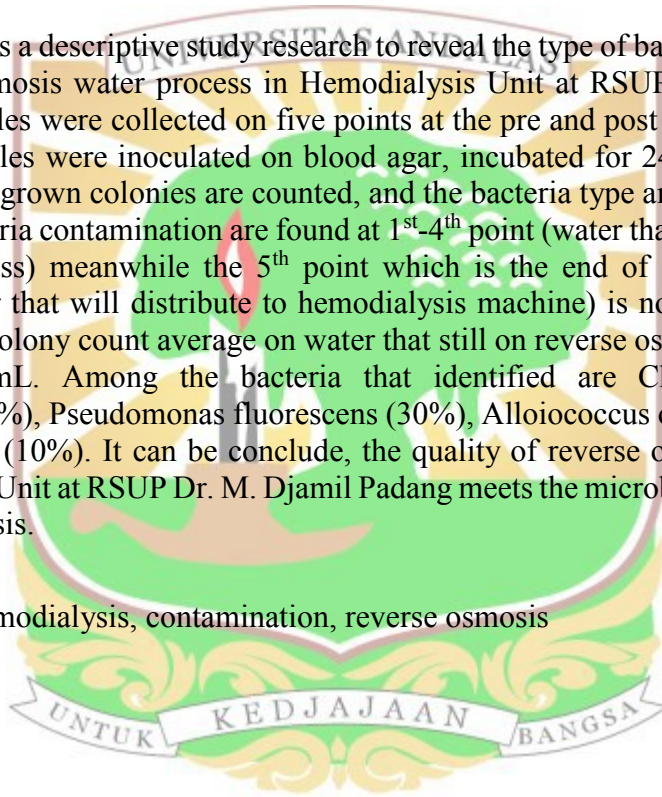 UNIVERSITAS ANDALAS
s a descriptive study research to reveal the type of ba
mosis water process in Hemodialysis Unit at RSUP
les were collected on five points at the pre and post
les were inoculated on blood agar, incubated for 24
grown colonies are counted, and the bacteria type an
ria contamination are found at 1st-4th point (water tha
ss) meanwhile the 5th point which is the end of
r that will distribute to hemodialysis machine) is no
olony count average on water that still on reverse os
mL. Among the bacteria that identified are C
%), Pseudomonas fluorescens (30%), Alloiococcus o
(10%). It can be conclude, the quality of reverse o
Unit at RSUP Dr. M. Djamil Padang meets the microb
sis.
modialysis, contamination, reverse osmosis
UNTUK KEDJAJAAN BANGSA